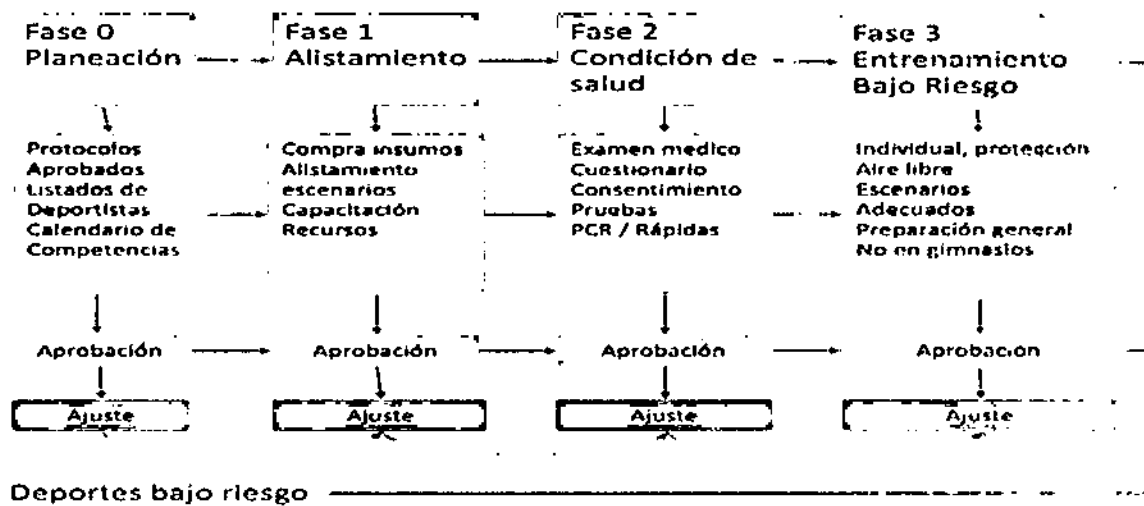 Fase 0
Planeación
Fase 1
Alistamiento
Fase 2
Condición de
salud
Fase 3
Entrenamiento
Bajo Riesgo
Protocolos
Aprobados
Listados de
Deportistas
Calendario de
Competencias
Compra insumos
Alistamiento
escenarios
Capacitación
Recursos
Examen medico
Cuestionario
Consentimiento
Pruebas
PCR / Rápidas
Individual, protección
Aire libre
Escenarios
Adecuados
Preparación general
No en gimnasios
Aprobación
Aprobación
Aprobación
Aprobación
Ajuste
Ajuste
Ajuste
Ajuste
Deportes bajo riesgo